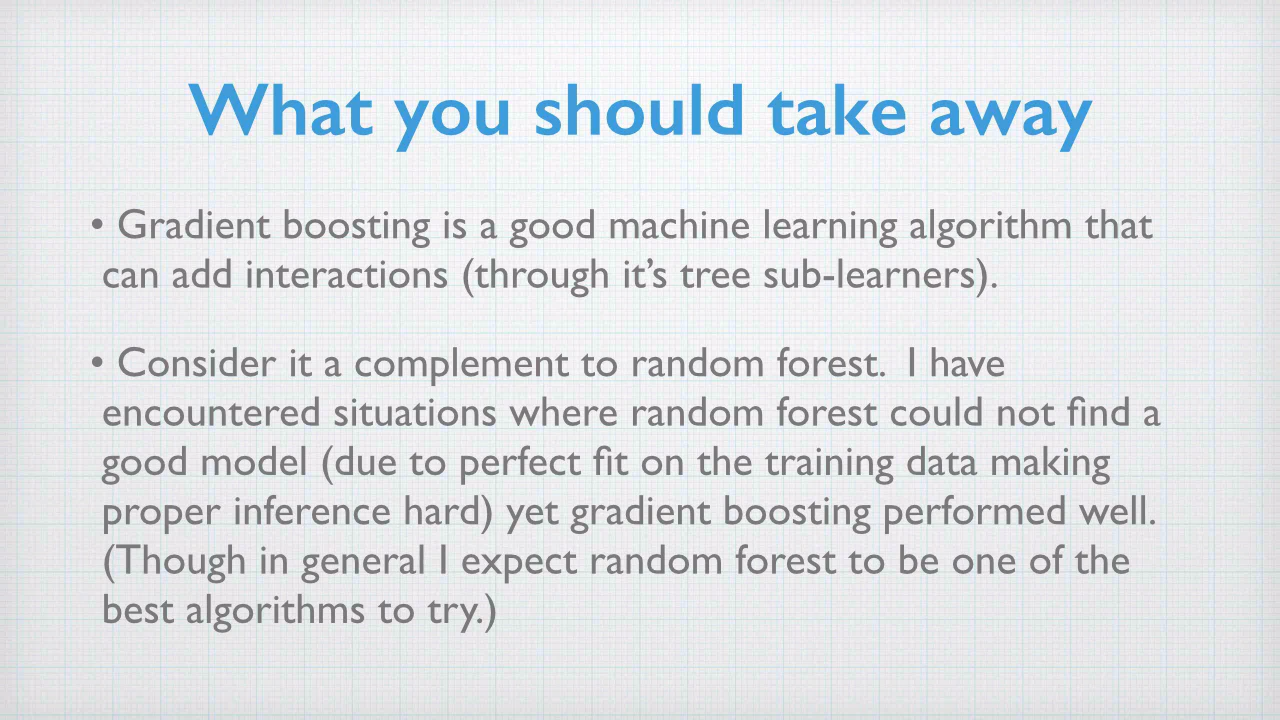 What you should take away
• Gradient boosting is a good machine learning algorithm that
can add interactions (through it’s tree sub-learners).
• Consider it a complement to random forest.  I have
encountered situations where random forest could not find a
good model (due to perfect fit on the training data making
proper inference hard) yet gradient boosting performed well.
(Though in general I expect random forest to be one of the
best algorithms to try.)